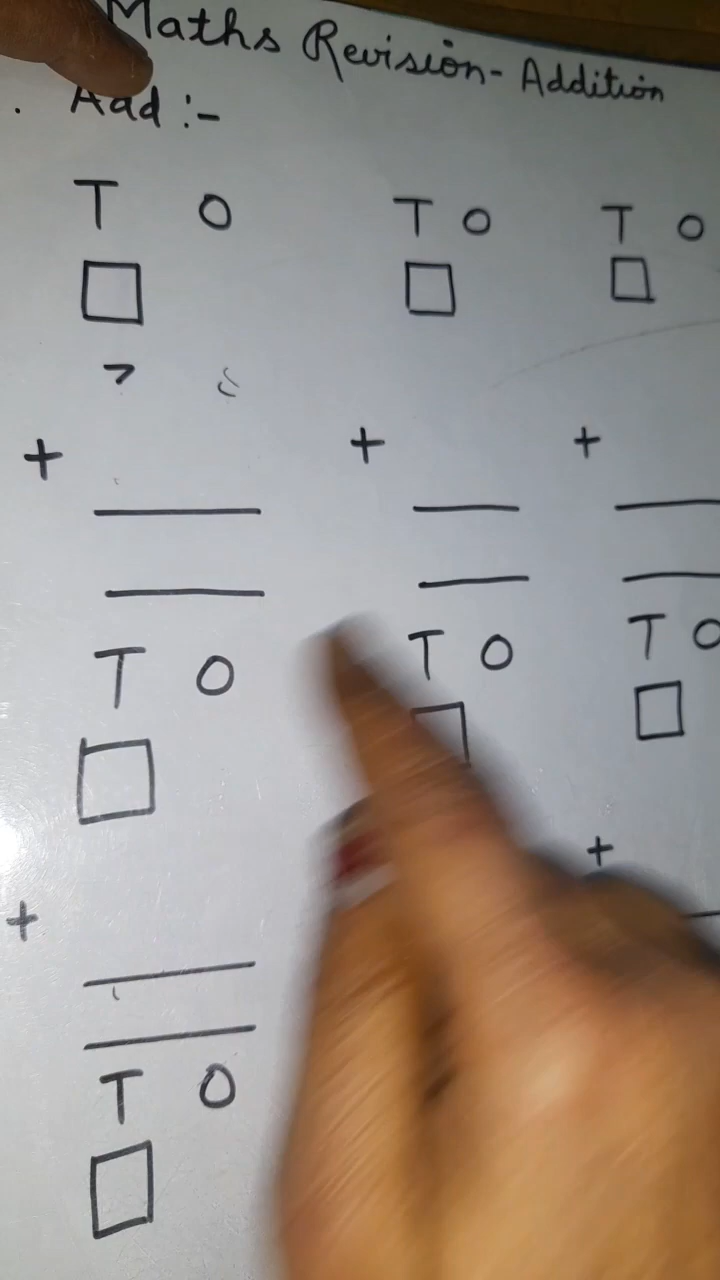 Maths Revision - Addition
. Add :-
T O T O T O
+ + +
T O T O T O
+ +
T O